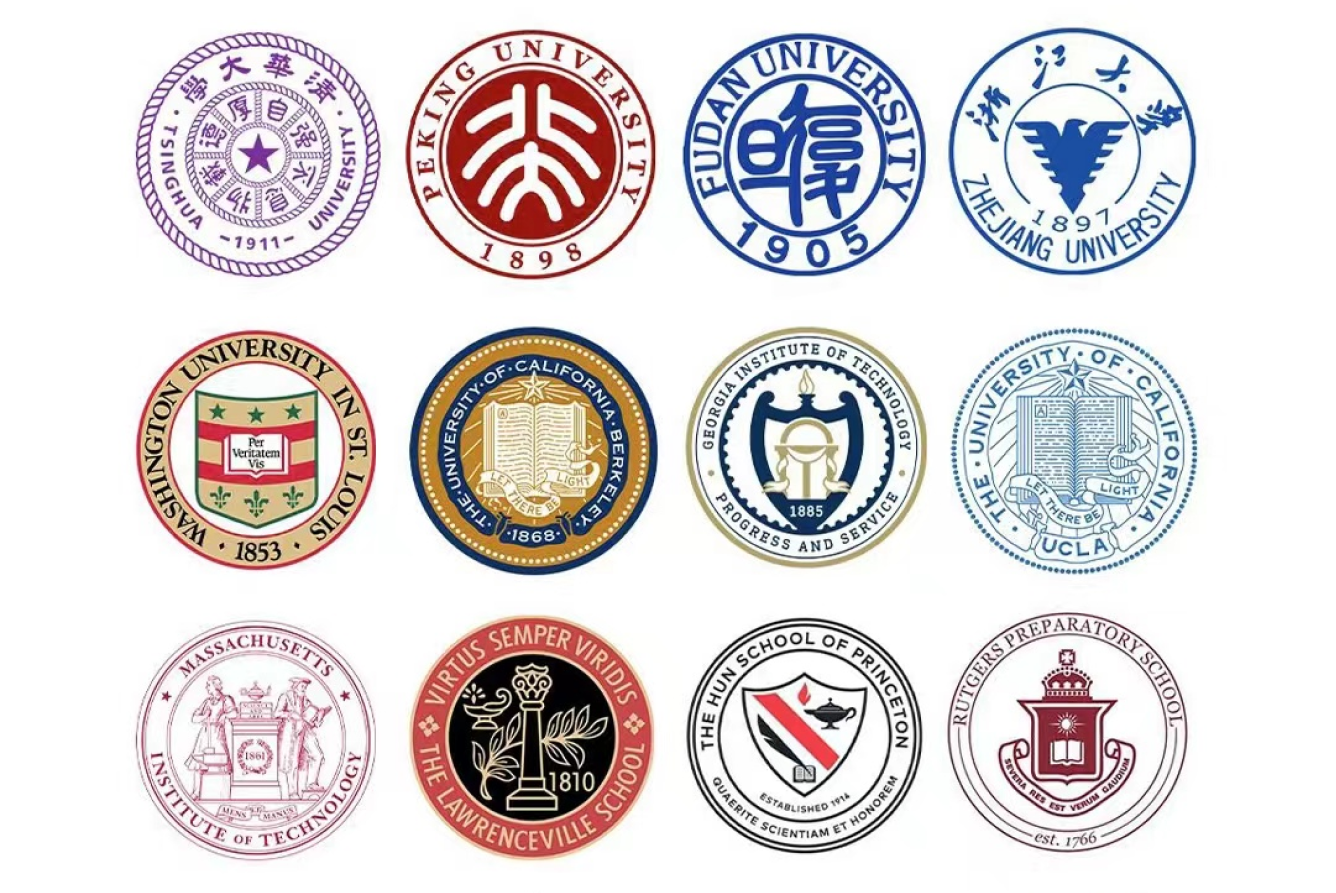 學大華清
自强不息
厚德載物
TSINGHUA UNIVERSITY
-1911-
PEKING UNIVERSITY
北大
1898
FUDAN UNIVERSITY
復旦
1905
浙江大學
1897
ZHEJIANG UNIVERSITY
WASHINGTON UNIVERSITY IN ST. LOUIS
Per
Veritatem
Vis
· 1853 ·
·THE·UNIVERSITY·OF·CALIFORNIA·BERKELEY·
A
LET THERE BE LIGHT
·1868·
GEORGIA INSTITUTE OF TECHNOLOGY
1885
· PROGRESS AND SERVICE ·
·THE·UNIVERSITY·OF·CALIFORNIA·
A
LET THERE BE LIGHT
UCLA
MASSACHUSETTS
1861
MENS MANUS
INSTITUTE OF TECHNOLOGY
VIRTUS SEMPER VIRIDIS
1810
THE LAWRENCEVILLE SCHOOL
THE HUN SCHOOL OF PRINCETON
ESTABLISHED 1914
QUAERITE SCIENTIAM ET HONOREM
RUTGERS PREPARATORY SCHOOL
SEVERA RES EST VERUM GAUDIUM
est. 1766